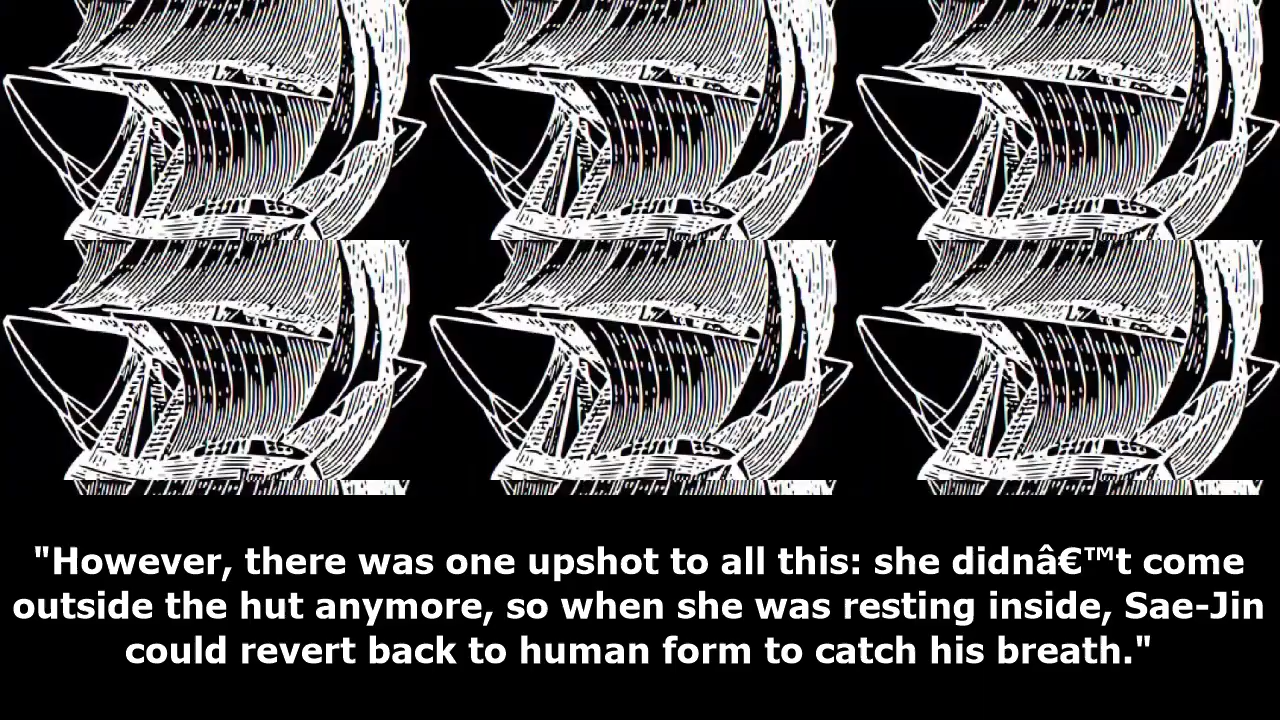 "However, there was one upshot to all this: she didnâ€™t come
outside the hut anymore, so when she was resting inside, Sae-Jin
could revert back to human form to catch his breath."